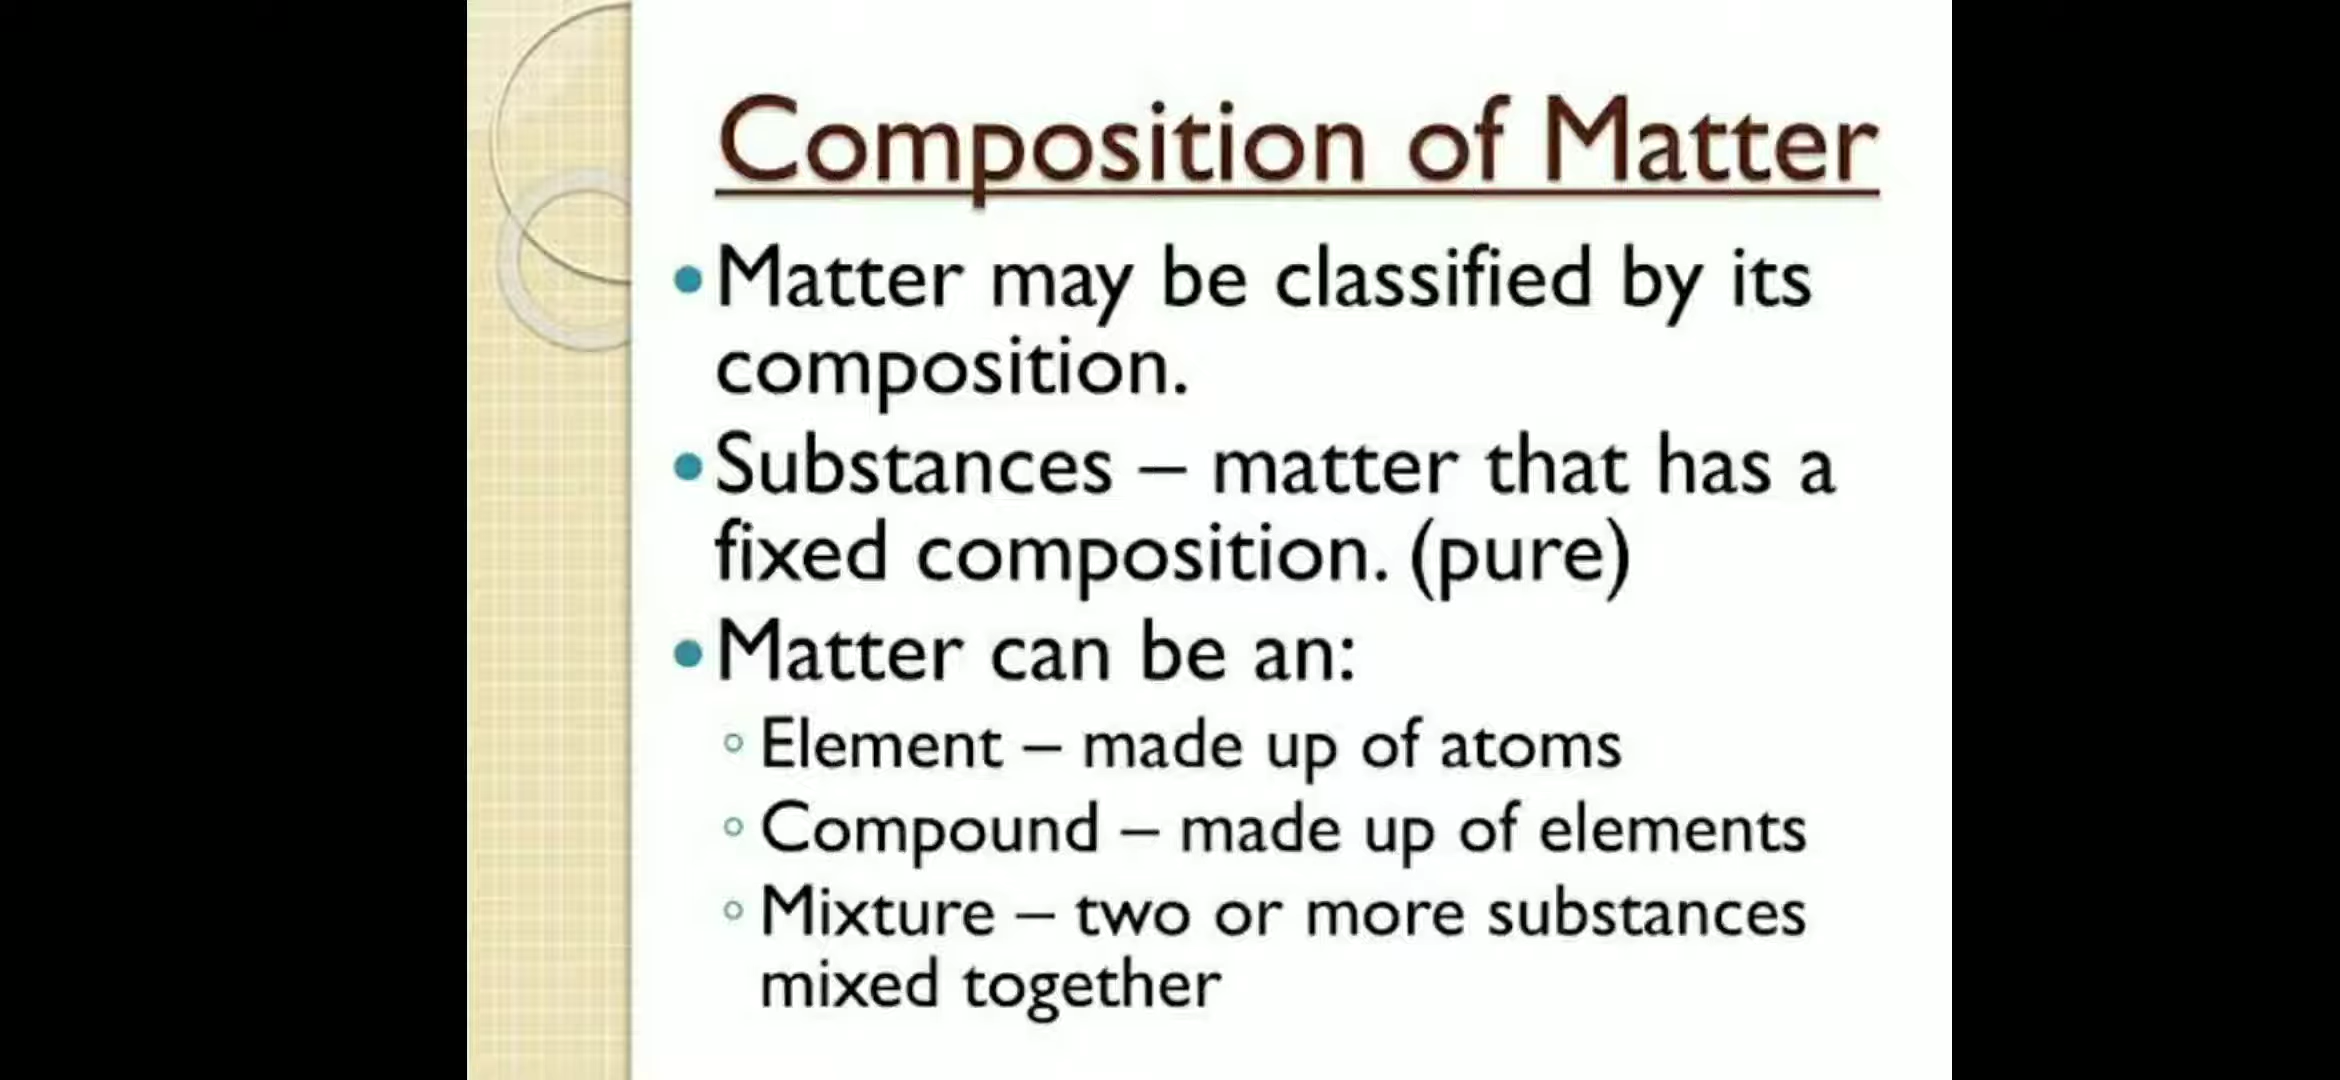 Composition of Matter
•Matter may be classified by its
composition.
•Substances – matter that has a
fixed composition. (pure)
•Matter can be an:
◦ Element – made up of atoms
◦ Compound – made up of elements
◦ Mixture – two or more substances
mixed together